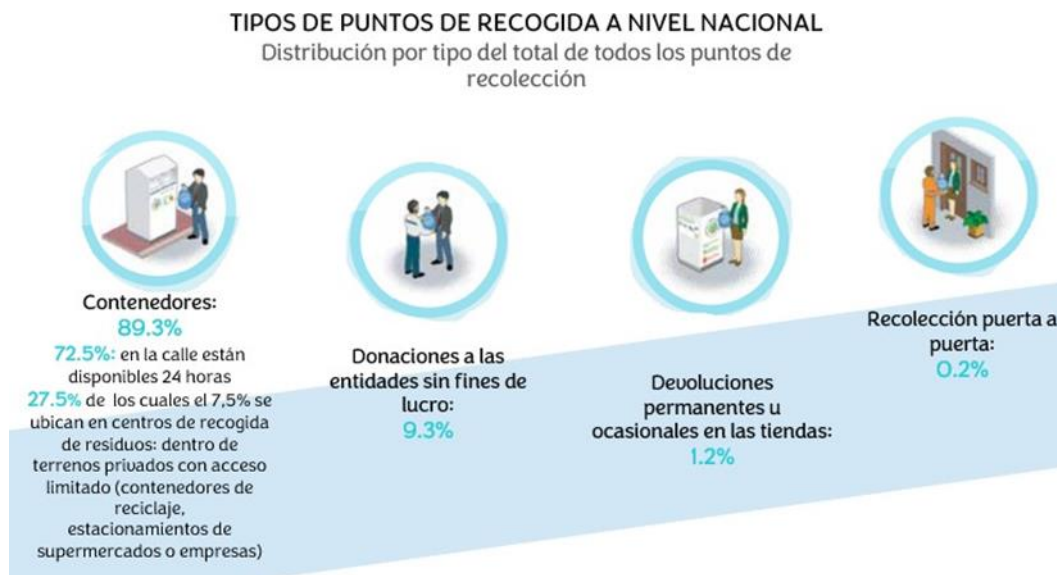 TIPOS DE PUNTOS DE RECOGIDA A NIVEL NACIONAL
Distribución por tipo del total de todos los puntos de
recolección
Contenedores:
89.3%
72.5%: en la calle están
disponibles 24 horas
27.5% de los cuales el 7,5% se
ubican en centros de recogida
de residuos: dentro de
terrenos privados con acceso
limitado (contenedores de
reciclaje,
estacionamientos de
supermercados o empresas)
Donaciones a las
entidades sin fines de
lucro:
9.3%
Devoluciones
permanentes u
ocasionales en las tiendas:
1.2%
Recolección puerta a
puerta:
0.2%